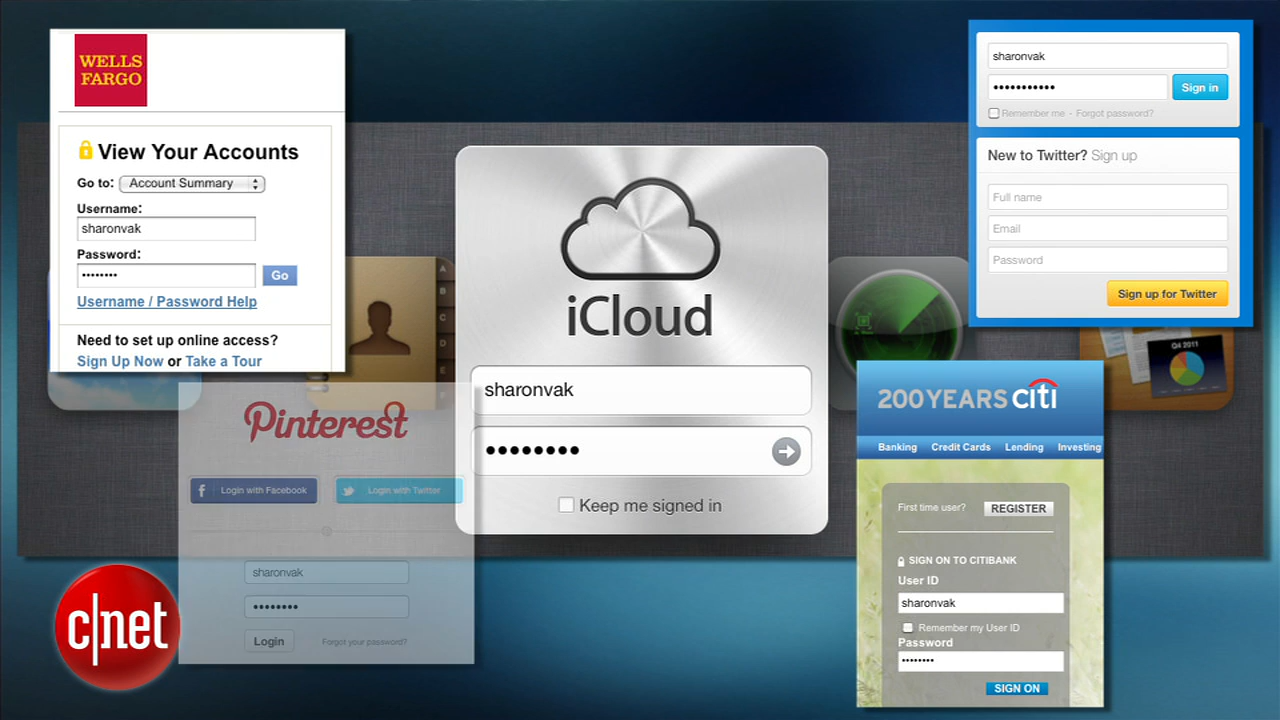 WELLS
FARGO
View Your Accounts
Go to: Account Summary
Username:
sharonvak
Password:
••••••••
Go
Username / Password Help
Need to set up online access?
Sign Up Now or Take a Tour
iCloud
sharonvak
••••••••
Keep me signed in
sharonvak
•••••••••••
Sign in
Remember me - Forgot password?
New to Twitter? Sign up
Full name
Email
Password
Sign up for Twitter
A
B
C
D
E
Q4 2011
Pinterest
f Login with Facebook
Login with Twitter
sharonvak
••••••••
Login
Forgot your password?
200 YEARS citi
Banking Credit Cards Lending Investing
First time user? REGISTER
SIGN ON TO CITIBANK
User ID
sharonvak
Remember my User ID
Password
••••••••
SIGN ON
c|net